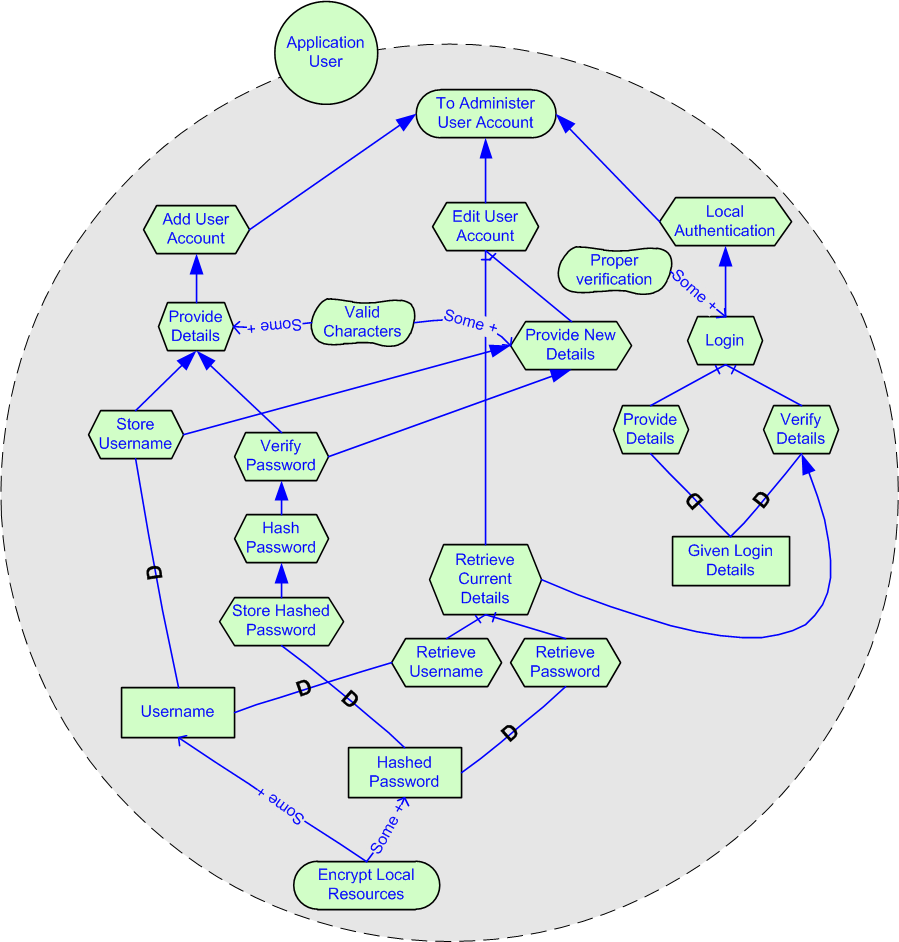 Application
User
To Administer
User Account
Add User
Account
Edit User
Account
Local
Authentication
Proper
verification
Some +
Provide
Details
Some +
Valid
Characters
Some +
Provide New
Details
Login
Store
Username
Verify
Password
Provide
Details
Verify
Details
D
D
Hash
Password
Given Login
Details
D
Retrieve
Current
Details
Store Hashed
Password
Retrieve
Username
Retrieve
Password
D
D
Username
D
Hashed
Password
Some +
Some +
Encrypt Local
Resources